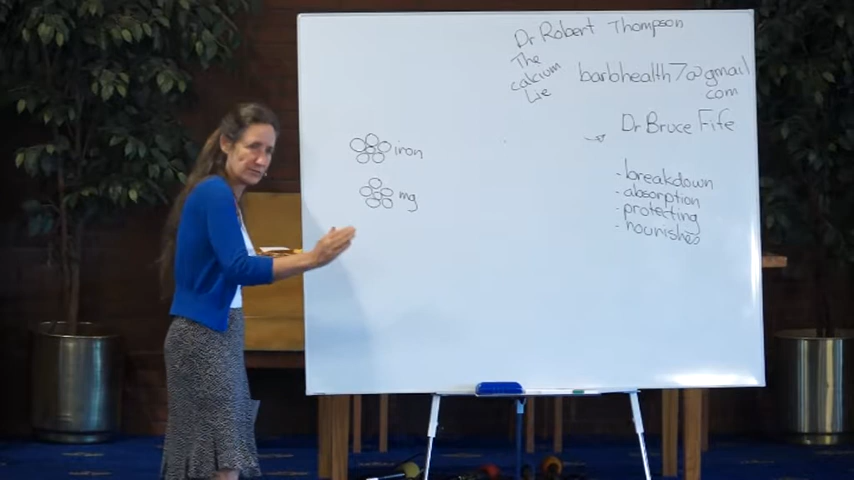 Dr Robert Thompson
The
calcium
Lie
barbhealth7@gmail
com
Dr Bruce Fife
iron
mg
- breakdown
- absorption
- protecting
- nourishes